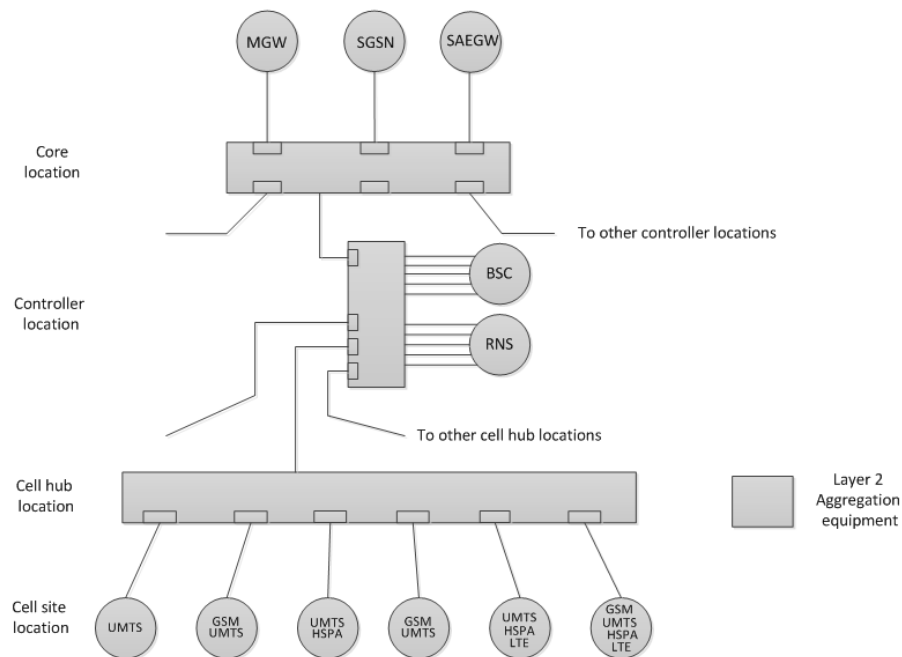 MGW
SGSN
SAEGW
Core
location
To other controller locations
BSC
Controller
location
RNS
To other cell hub locations
Cell hub
location
Layer 2
Aggregation
equipment
Cell site
location
UMTS
GSM
UMTS
UMTS
HSPA
GSM
UMTS
UMTS
HSPA
LTE
GSM
UMTS
HSPA
LTE